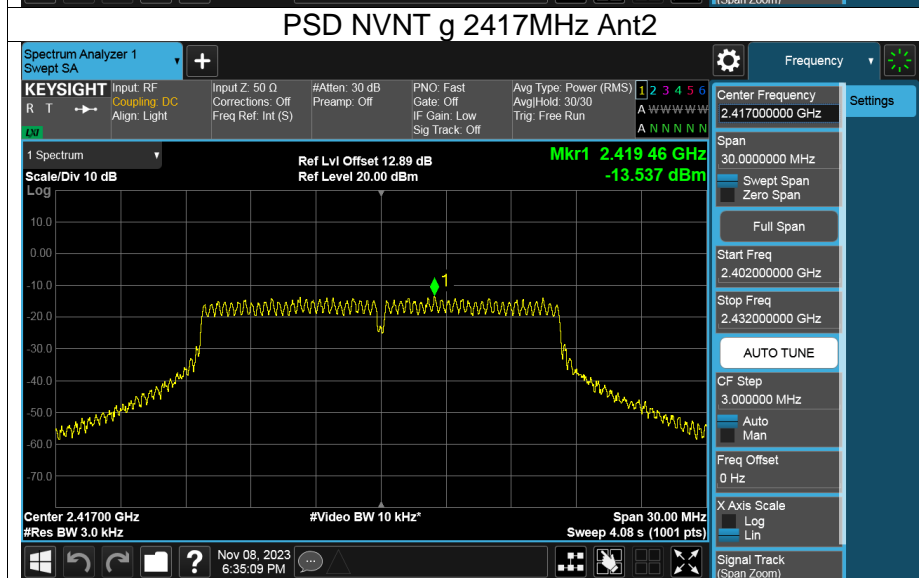 (Span Zoom)
PSD NVNT g 2417MHz Ant2
Spectrum Analyzer 1
Swept SA
+
Frequency
KEYSIGHT
R T
LXI
Input: RF
Coupling: DC
Align: Light
Input Z: 50 Ω
Corrections: Off
Freq Ref: Int (S)
#Atten: 30 dB
Preamp: Off
PNO: Fast
Gate: Off
IF Gain: Low
Sig Track: Off
Avg Type: Power (RMS)
Avg|Hold: 30/30
Trig: Free Run
1 2 3 4 5 6
A W W W W W
A N N N N N
1 Spectrum
Scale/Div 10 dB
Log
Ref Lvl Offset 12.89 dB
Ref Level 20.00 dBm
Mkr1 2.419 46 GHz
-13.537 dBm
10.0
0.00
-10.0
-20.0
-30.0
-40.0
-50.0
-60.0
-70.0
1
Center 2.41700 GHz
#Res BW 3.0 kHz
#Video BW 10 kHz*
Span 30.00 MHz
Sweep 4.08 s (1001 pts)
Center Frequency
2.417000000 GHz
Settings
Span
30.0000000 MHz
Swept Span
Zero Span
Full Span
Start Freq
2.402000000 GHz
Stop Freq
2.432000000 GHz
AUTO TUNE
CF Step
3.000000 MHz
Auto
Man
Freq Offset
0 Hz
X Axis Scale
Log
Lin
Signal Track
(Span Zoom)
?
Nov 08, 2023
6:35:09 PM